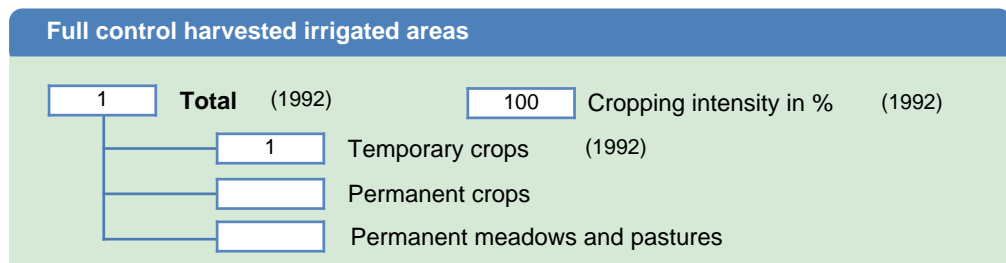 Full control harvested irrigated areas
1 Total (1992) 100 Cropping intensity in % (1992)
1 Temporary crops (1992)
Permanent crops
Permanent meadows and pastures